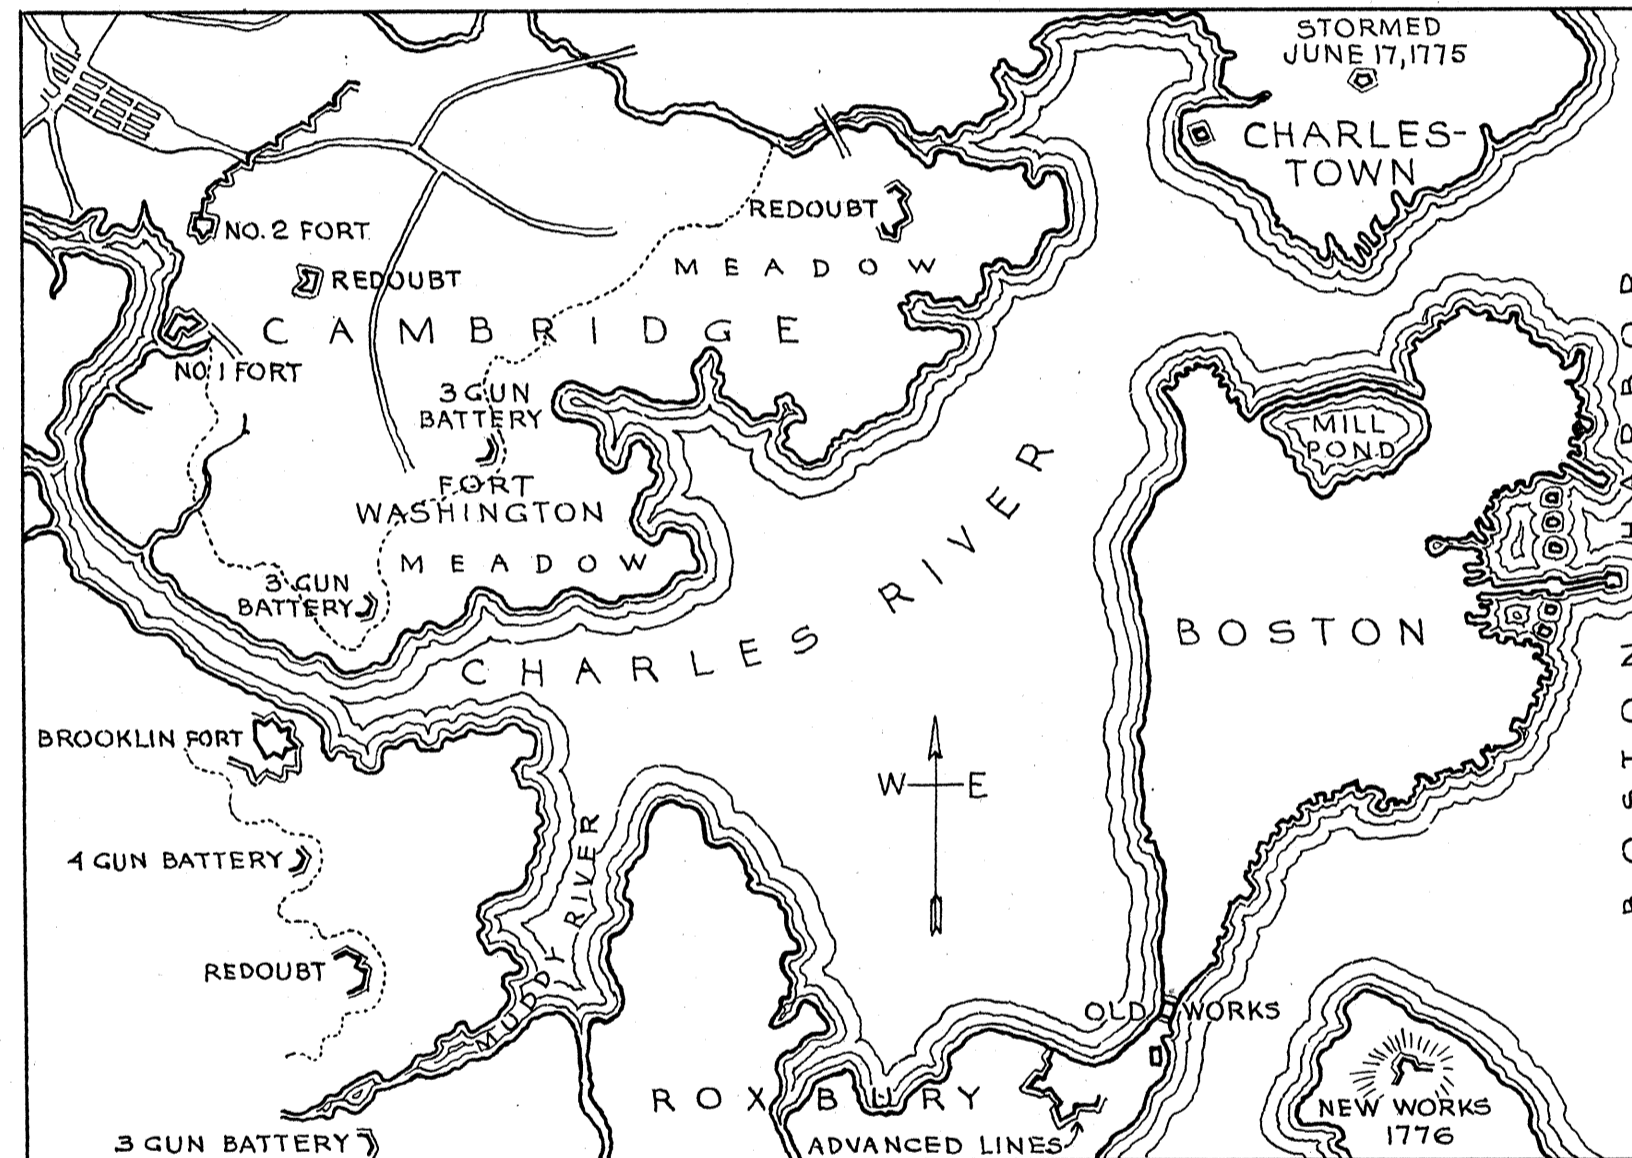 STORMED
JUNE 17, 1775
CHARLES-
TOWN
REDOUBT
NO. 2 FORT
MEADOW
REDOUBT
CAMBRIDGE
NO. 1 FORT
3 GUN
BATTERY
MILL
POND
FORT
WASHINGTON
MEADOW
3 GUN
BATTERY
CHARLES RIVER
BOSTON
BOSTON HARBOR
BROOKLIN FORT
W E
4 GUN BATTERY
MUDDY RIVER
REDOUBT
OLD WORKS
ROXBURY
NEW WORKS
1776
3 GUN BATTERY
ADVANCED LINES